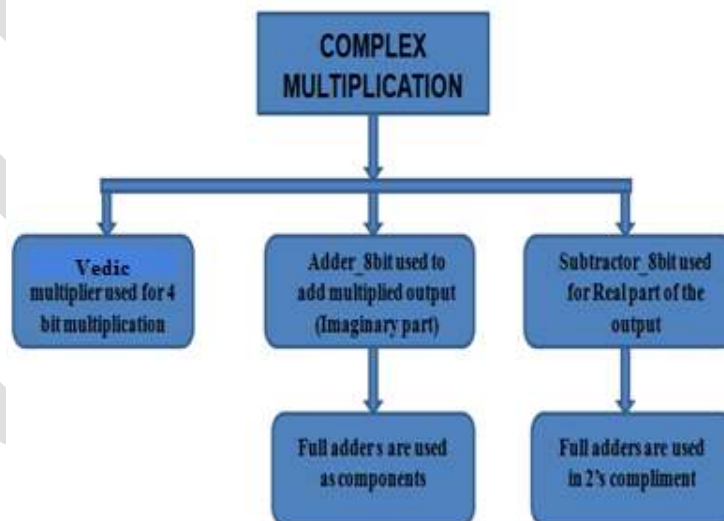 COMPLEX
MULTIPLICATION
Vedic
multiplier used for 4
bit multiplication
Adder_8bit used to
add multiplied output
(Imaginary part)
Subtractor_8bit used
for Real part of the
output
Full adders are used
as components
Full adders are used
in 2's compliment